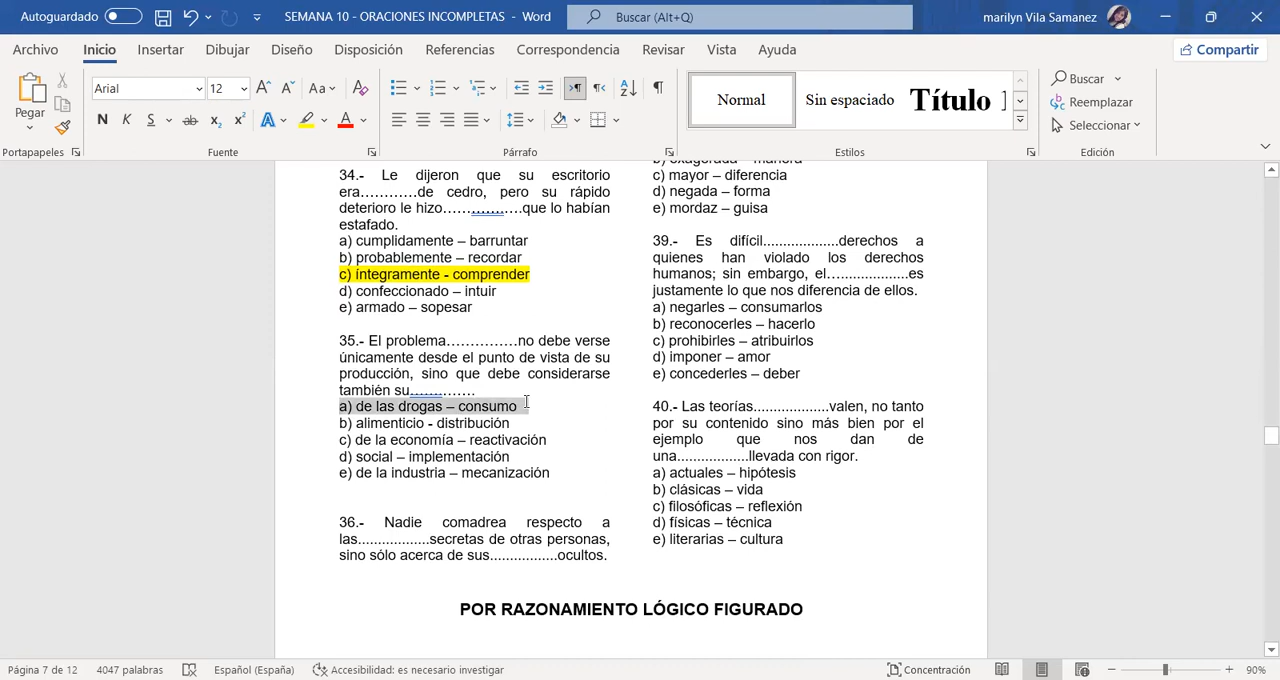 Autoguardado
SEMANA 10 - ORACIONES INCOMPLETAS - Word
Buscar (Alt+Q)
marilyn Vila Samanez
Archivo Inicio Insertar Dibujar Diseño Disposición Referencias Correspondencia Revisar Vista Ayuda
Compartir
Pegar
Arial 12
Normal
Sin espaciado
Título 1
Buscar
Reemplazar
Seleccionar
Portapapeles Fuente Párrafo Estilos Edición
34.- Le dijeron que su escritorio
era…………de cedro, pero su rápido
deterioro le hizo…………….que lo habían
estafado.
a) cumplidamente – barruntar
b) probablemente – recordar
c) íntegramente - comprender
d) confeccionado – intuir
e) armado – sopesar
35.- El problema……………no debe verse
únicamente desde el punto de vista de su
producción, sino que debe considerarse
también su………….
a) de las drogas – consumo
b) alimenticio - distribución
c) de la economía – reactivación
d) social – implementación
e) de la industria – mecanización
36.- Nadie comadrea respecto a
las.................secretas de otras personas,
sino sólo acerca de sus.................ocultos.
b) exagerada – manera
c) mayor – diferencia
d) negada – forma
e) mordaz – guisa
39.- Es difícil...................derechos a
quienes han violado los derechos
humanos; sin embargo, el…................es
justamente lo que nos diferencia de ellos.
a) negarles – consumarlos
b) reconocerles – hacerlo
c) prohibirles – atribuirlos
d) imponer – amor
e) concederles – deber
40.- Las teorías...................valen, no tanto
por su contenido sino más bien por el
ejemplo que nos dan de
una..................llevada con rigor.
a) actuales – hipótesis
b) clásicas – vida
c) filosóficas – reflexión
d) físicas – técnica
e) literarias – cultura
POR RAZONAMIENTO LÓGICO FIGURADO
Página 7 de 12 4047 palabras Español (España) Accesibilidad: es necesario investigar Concentración 90%